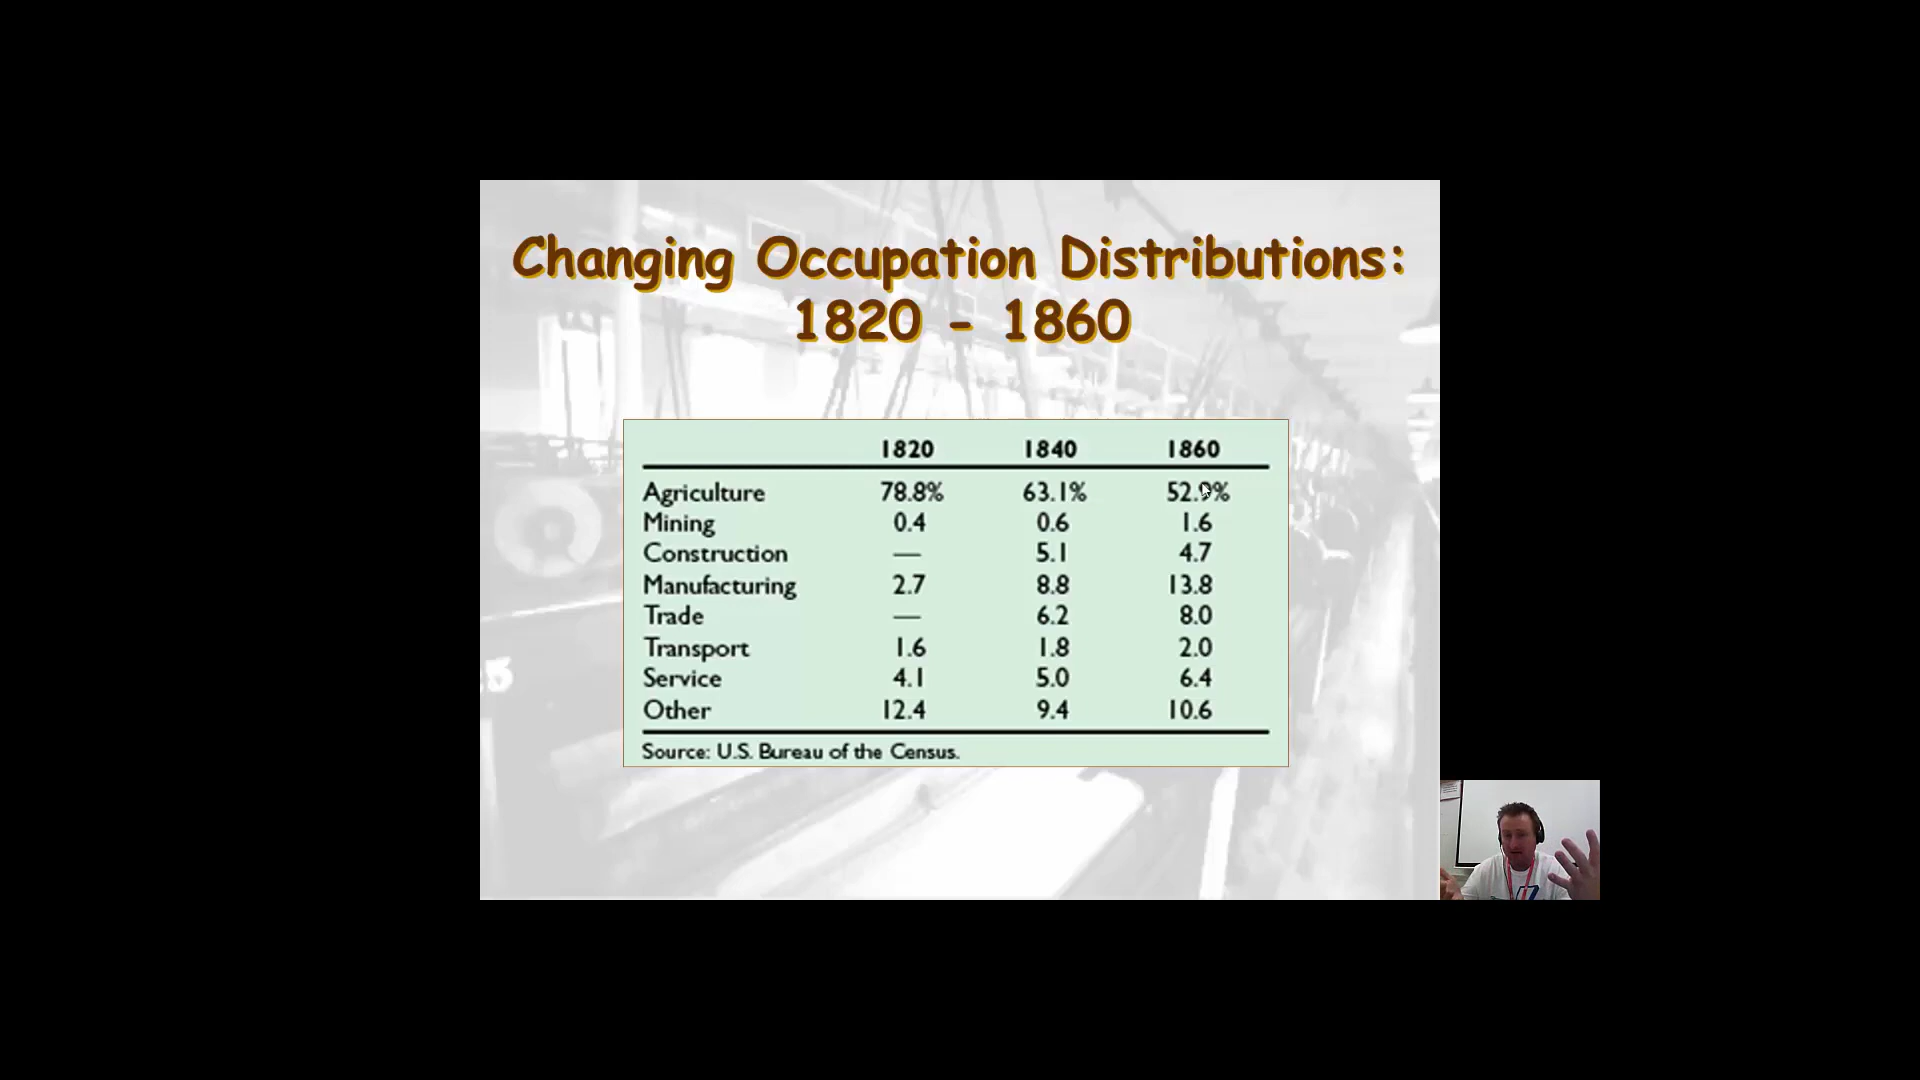 Changing Occupation Distributions:
1820 - 1860
1820 1840 1860
Agriculture 78.8% 63.1% 52.9%
Mining 0.4 0.6 1.6
Construction — 5.1 4.7
Manufacturing 2.7 8.8 13.8
Trade — 6.2 8.0
Transport 1.6 1.8 2.0
Service 4.1 5.0 6.4
Other 12.4 9.4 10.6
Source: U.S. Bureau of the Census.